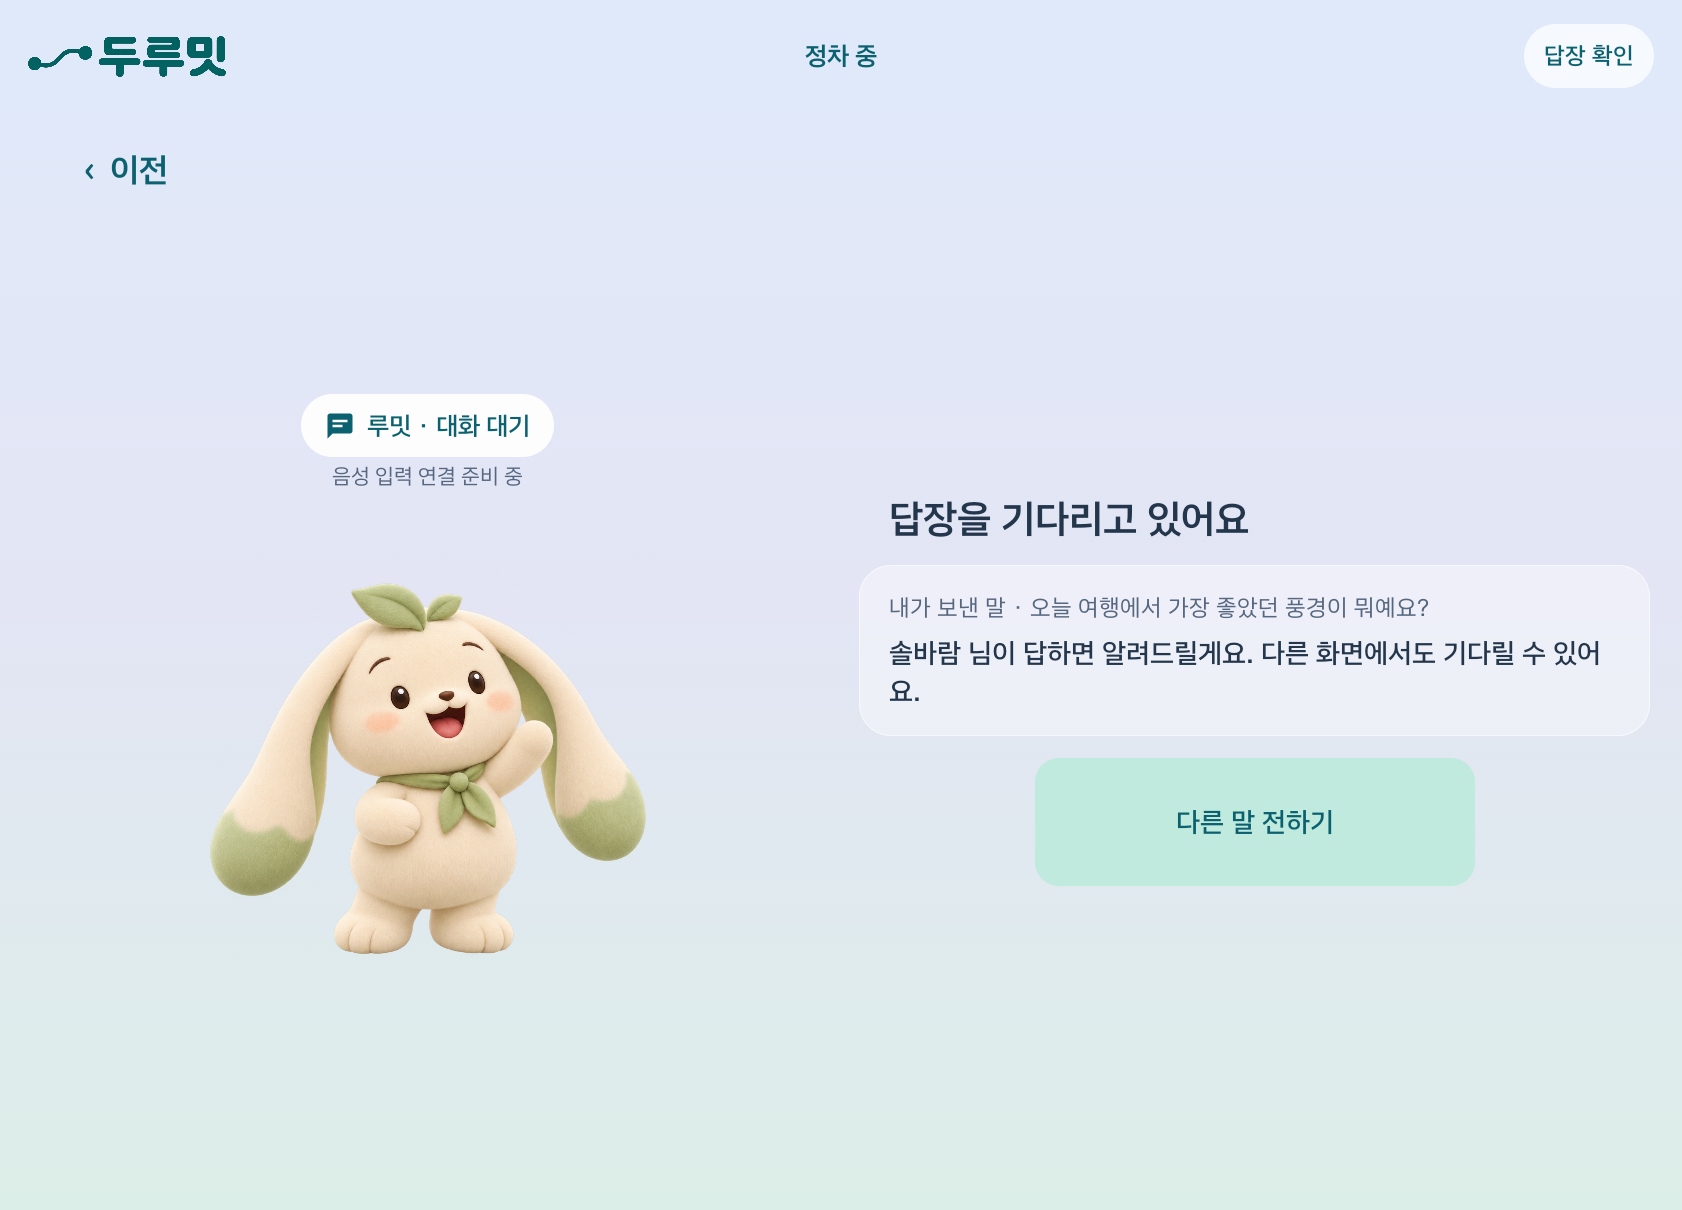 두루밋
정차 중
답장 확인
‹ 이전
루밋 · 대화 대기
음성 입력 연결 준비 중
답장을 기다리고 있어요
내가 보낸 말 · 오늘 여행에서 가장 좋았던 풍경이 뭐예요?
솔바람 님이 답하면 알려드릴게요. 다른 화면에서도 기다릴 수 있어
요.
다른 말 전하기